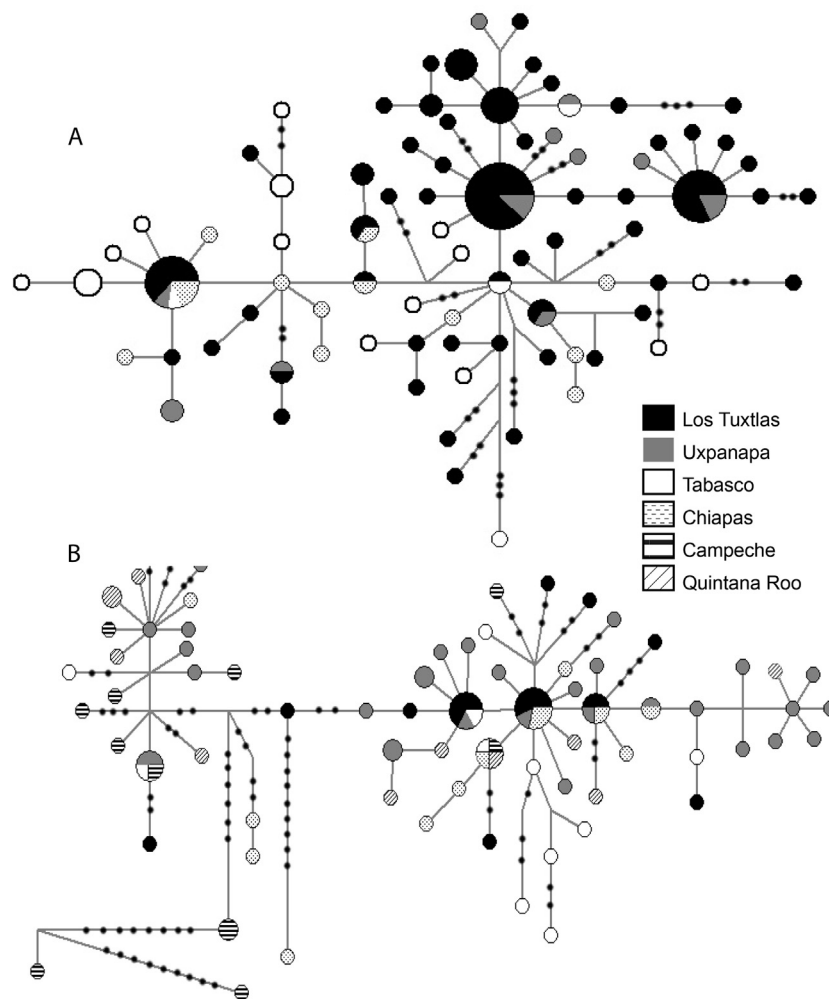 A
Los Tuxtlas
Uxpanapa
Tabasco
Chiapas
Campeche
Quintana Roo
B